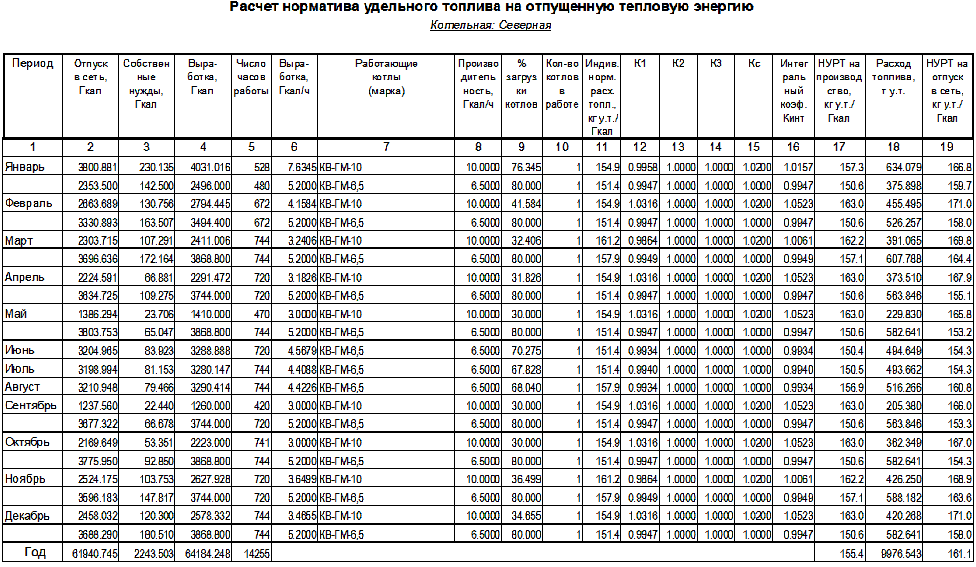 Расчет норматива удельного топлива на отпущенную тепловую энергию
Котельная: Северная
Период Отпуск в сеть, Гкал Собствен ные нужды, Гкал Выра- ботка, Гкал Число часов работы Выра- ботка, Гкал/ч Работающие котлы (марка) Произво дитель ность, Гкал/ч % загруз ки котлов Кол-во котлов в работе Индив. норм. расх. топл., кг у.т./ Гкал К1 К2 К3 Кс Интег раль ный коэф. Кинт НУРТ на производ ство, кг у.т./ Гкал Расход топлива, т у.т. НУРТ на отпуск в сеть, кг у.т./ Гкал
1 2 3 4 5 6 7 8 9 10 11 12 13 14 15 16 17 18 19
Январь 3800.881 230.135 4031.016 528 7.6345 КВ-ГМ-10 10.0000 76.345 1 154.9 0.9958 1.0000 1.0000 1.0200 1.0157 157.3 634.079 166.8
2353.500 142.500 2496.000 480 5.2000 КВ-ГМ-6,5 6.5000 80.000 1 151.4 0.9947 1.0000 1.0000 1.0000 0.9947 150.6 375.898 159.7
Февраль 2663.689 130.756 2794.445 672 4.1584 КВ-ГМ-10 10.0000 41.584 1 154.9 1.0316 1.0000 1.0000 1.0200 1.0523 163.0 455.495 171.0
3330.893 163.507 3494.400 672 5.2000 КВ-ГМ-6,5 6.5000 80.000 1 151.4 0.9947 1.0000 1.0000 1.0000 0.9947 150.6 526.257 158.0
Март 2303.715 107.291 2411.006 744 3.2406 КВ-ГМ-10 10.0000 32.406 1 161.2 0.9864 1.0000 1.0000 1.0200 1.0061 162.2 391.065 169.8
3696.636 172.164 3868.800 744 5.2000 КВ-ГМ-6,5 6.5000 80.000 1 157.9 0.9949 1.0000 1.0000 1.0000 0.9949 157.1 607.788 164.4
Апрель 2224.591 66.881 2291.472 720 3.1826 КВ-ГМ-10 10.0000 31.826 1 154.9 1.0316 1.0000 1.0000 1.0200 1.0523 163.0 373.510 167.9
3634.725 109.275 3744.000 720 5.2000 КВ-ГМ-6,5 6.5000 80.000 1 151.4 0.9947 1.0000 1.0000 1.0000 0.9947 150.6 563.846 155.1
Май 1386.294 23.706 1410.000 470 3.0000 КВ-ГМ-10 10.0000 30.000 1 154.9 1.0316 1.0000 1.0000 1.0200 1.0523 163.0 229.830 165.8
3803.753 65.047 3868.800 744 5.2000 КВ-ГМ-6,5 6.5000 80.000 1 151.4 0.9947 1.0000 1.0000 1.0000 0.9947 150.6 582.641 153.2
Июнь 3204.965 83.923 3288.888 720 4.5679 КВ-ГМ-6,5 6.5000 70.275 1 151.4 0.9934 1.0000 1.0000 1.0000 0.9934 150.4 494.649 154.3
Июль 3198.994 81.153 3280.147 744 4.4088 КВ-ГМ-6,5 6.5000 67.828 1 151.4 0.9940 1.0000 1.0000 1.0000 0.9940 150.5 493.662 154.3
Август 3210.948 79.466 3290.414 744 4.4226 КВ-ГМ-6,5 6.5000 68.040 1 157.9 0.9934 1.0000 1.0000 1.0000 0.9934 156.9 516.266 160.8
Сентябрь 1237.560 22.440 1260.000 420 3.0000 КВ-ГМ-10 10.0000 30.000 1 154.9 1.0316 1.0000 1.0000 1.0200 1.0523 163.0 205.380 166.0
3677.322 66.678 3744.000 720 5.2000 КВ-ГМ-6,5 6.5000 80.000 1 151.4 0.9947 1.0000 1.0000 1.0000 0.9947 150.6 563.846 153.3
Октябрь 2169.649 53.351 2223.000 741 3.0000 КВ-ГМ-10 10.0000 30.000 1 154.9 1.0316 1.0000 1.0000 1.0200 1.0523 163.0 362.349 167.0
3775.950 92.850 3868.800 744 5.2000 КВ-ГМ-6,5 6.5000 80.000 1 151.4 0.9947 1.0000 1.0000 1.0000 0.9947 150.6 582.641 154.3
Ноябрь 2524.175 103.753 2627.928 720 3.6499 КВ-ГМ-10 10.0000 36.499 1 161.2 0.9864 1.0000 1.0000 1.0200 1.0061 162.2 426.250 168.9
3596.183 147.817 3744.000 720 5.2000 КВ-ГМ-6,5 6.5000 80.000 1 157.9 0.9949 1.0000 1.0000 1.0000 0.9949 157.1 588.182 163.6
Декабрь 2458.032 120.300 2578.332 744 3.4655 КВ-ГМ-10 10.0000 34.655 1 154.9 1.0316 1.0000 1.0000 1.0200 1.0523 163.0 420.268 171.0
3688.290 180.510 3868.800 744 5.2000 КВ-ГМ-6,5 6.5000 80.000 1 151.4 0.9947 1.0000 1.0000 1.0000 0.9947 150.6 582.641 158.0
Год 61940.745 2243.503 64184.248 14255 155.4 9976.543 161.1